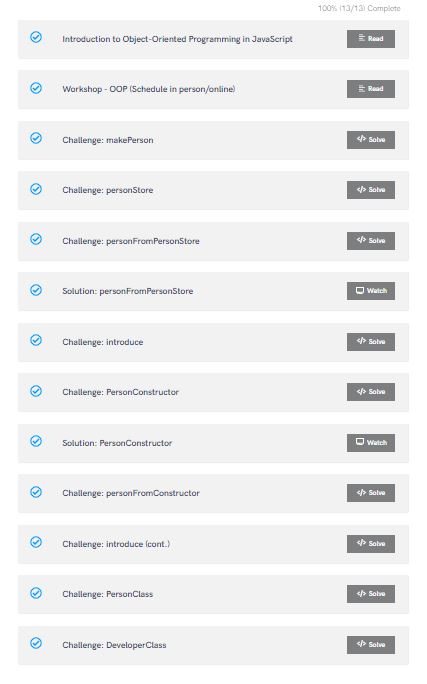 100% (13/13) Complete
Introduction to Object-Oriented Programming in JavaScript Read
Workshop - OOP (Schedule in person/online) Read
Challenge: makePerson </> Solve
Challenge: personStore </> Solve
Challenge: personFromPersonStore </> Solve
Solution: personFromPersonStore Watch
Challenge: introduce </> Solve
Challenge: PersonConstructor </> Solve
Solution: PersonConstructor Watch
Challenge: personFromConstructor </> Solve
Challenge: introduce (cont.) </> Solve
Challenge: PersonClass </> Solve
Challenge: DeveloperClass </> Solve